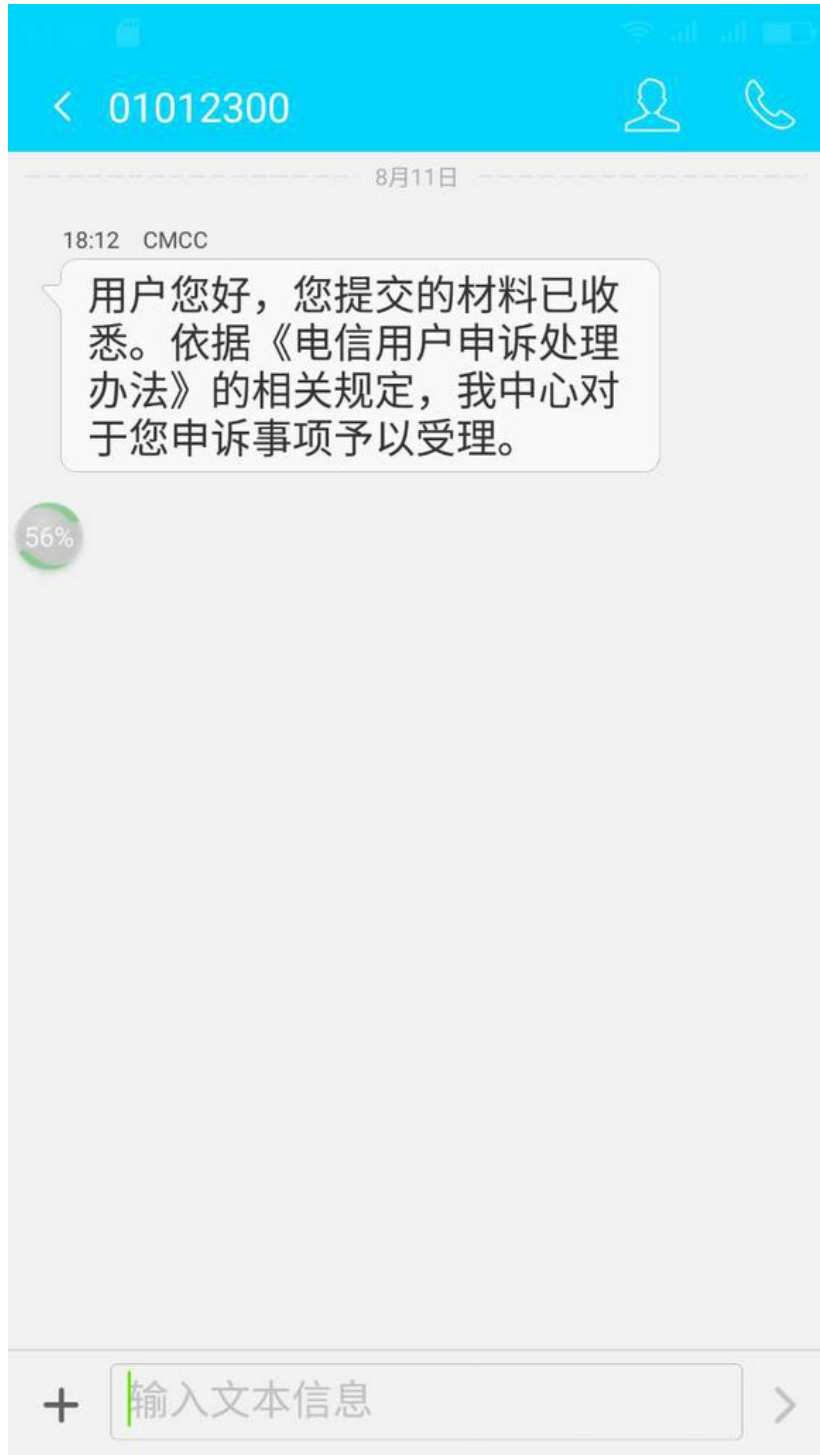 01012300
8月11日
18:12 CMCC
用户您好，您提交的材料已收
悉。依据《电信用户申诉处理
办法》的相关规定，我中心对
于您申诉事项予以受理。
56%
输入文本信息